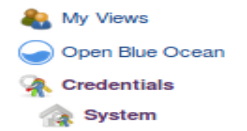 My Views
Open Blue Ocean
Credentials
System